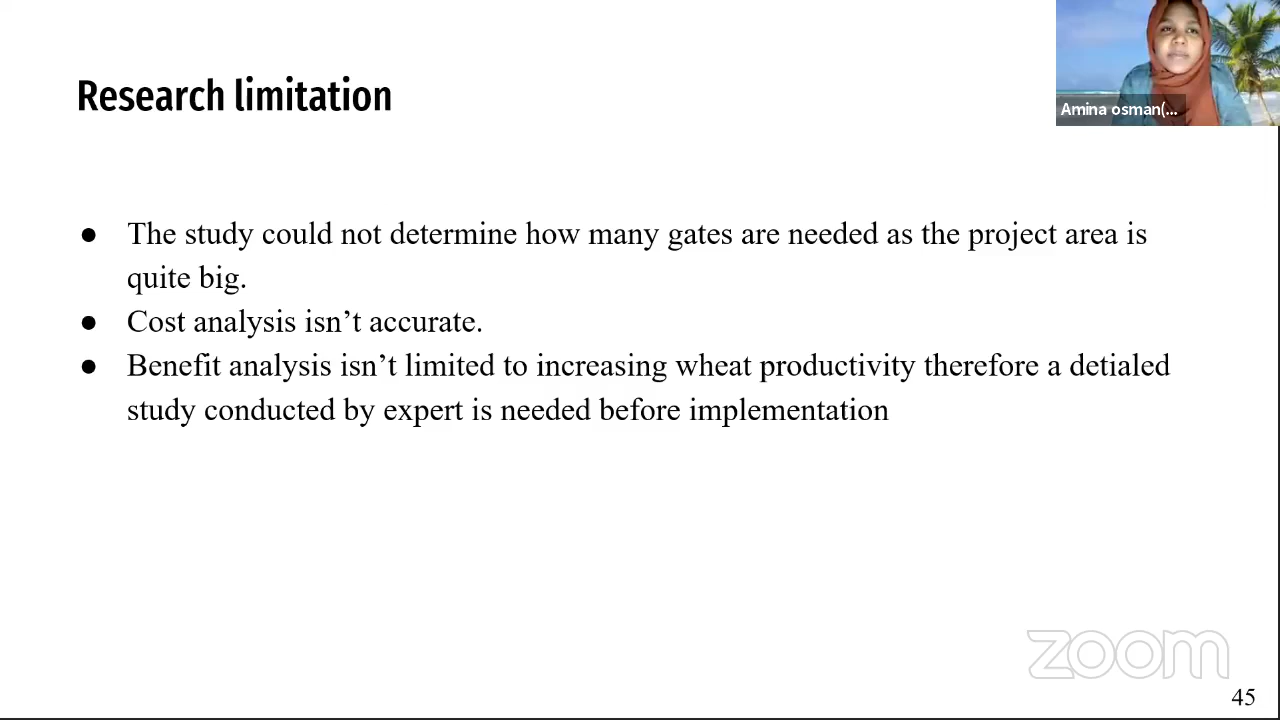 Research limitation
Amina osman(...
● The study could not determine how many gates are needed as the project area is
quite big.
● Cost analysis isn’t accurate.
● Benefit analysis isn’t limited to increasing wheat productivity therefore a detialed
study conducted by expert is needed before implementation
zoom
45